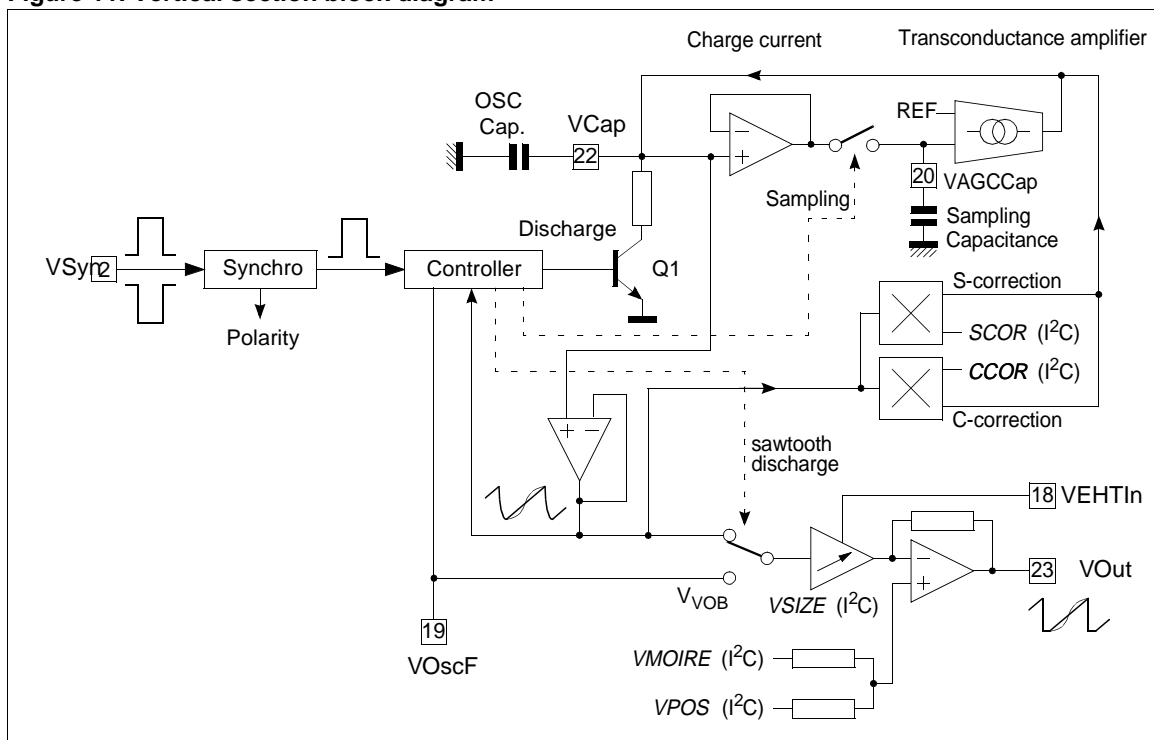 Figure 11. Vertical section block diagram
Charge current
Transconductance amplifier
OSC
Cap.
VCap
22
REF
20
VAGCCap
Sampling
Sampling
Capacitance
Discharge
Q1
VSyn
2
Synchro
Controller
Polarity
S-correction
SCOR (I²C)
CCOR (I²C)
C-correction
sawtooth
discharge
18
VEHTIn
23
VOut
V_VOB
VSIZE (I²C)
19
VOscF
VMOIRE (I²C)
VPOS (I²C)